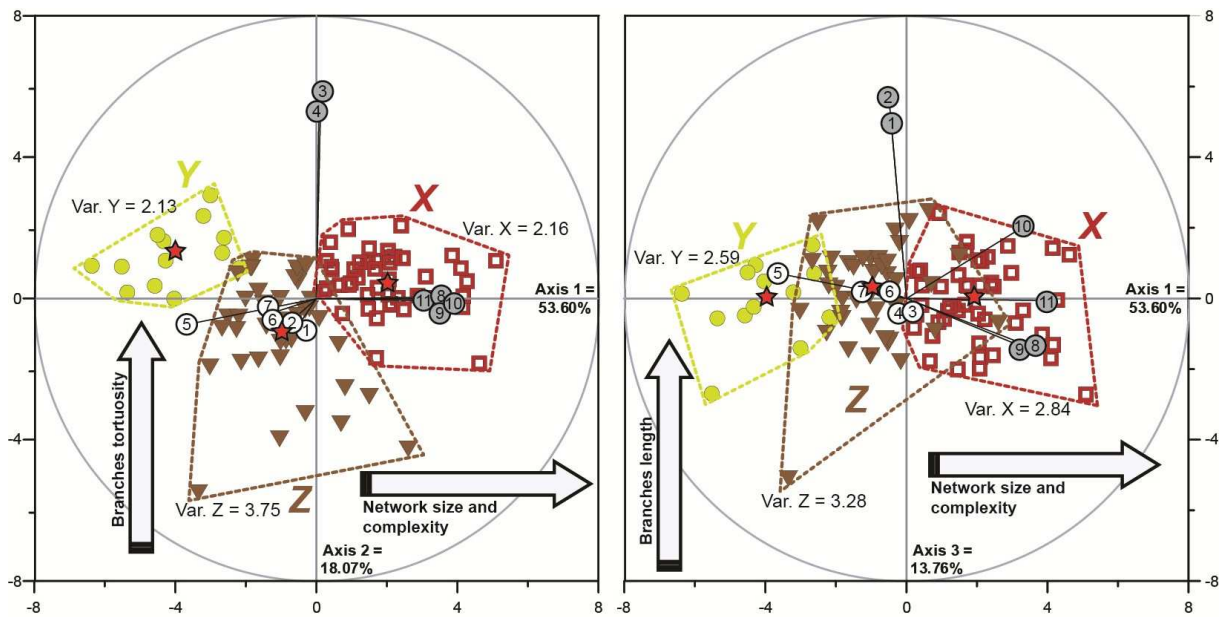 8
4
0
-4
-8
-8
-4
0
4
8
Y
X
Z
Var. Y = 2.13
Var. X = 2.16
Var. Z = 3.75
3
4
5
7
6
2
1
11
8
10
9
Axis 1 =
53.60%
Axis 2 =
18.07%
Branches tortuosity
Network size and
complexity
8
4
0
-4
-8
-8
-4
0
4
8
Y
X
Z
Var. Y = 2.59
Var. X = 2.84
Var. Z = 3.28
2
1
10
5
7
6
4
3
11
9
8
Axis 1 =
53.60%
Axis 3 =
13.76%
Branches length
Network size and
complexity